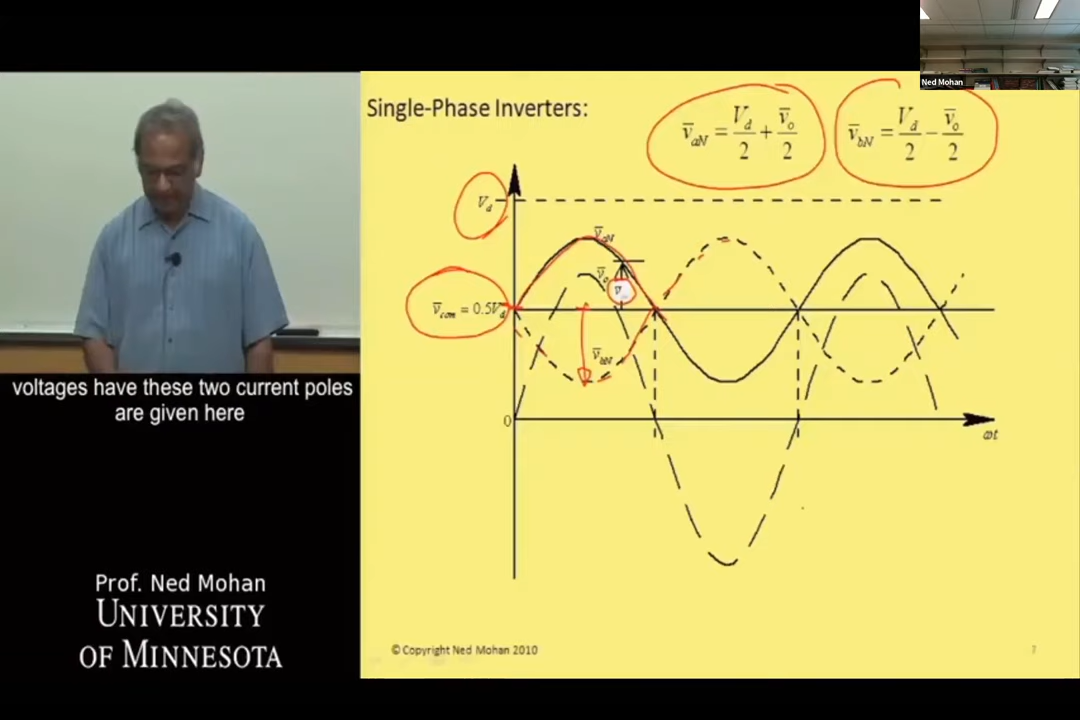 Ned Mohan
Single-Phase Inverters:
v̄aN = Vd/2 + v̄o/2
v̄bN = Vd/2 − v̄o/2
Vd
v̄aN
v̄o
v̄com = 0.5Vd
v̄bN
0
ωt
voltages have these two current poles
are given here
Prof. Ned Mohan
UNIVERSITY
OF MINNESOTA
© Copyright Ned Mohan 2010
7